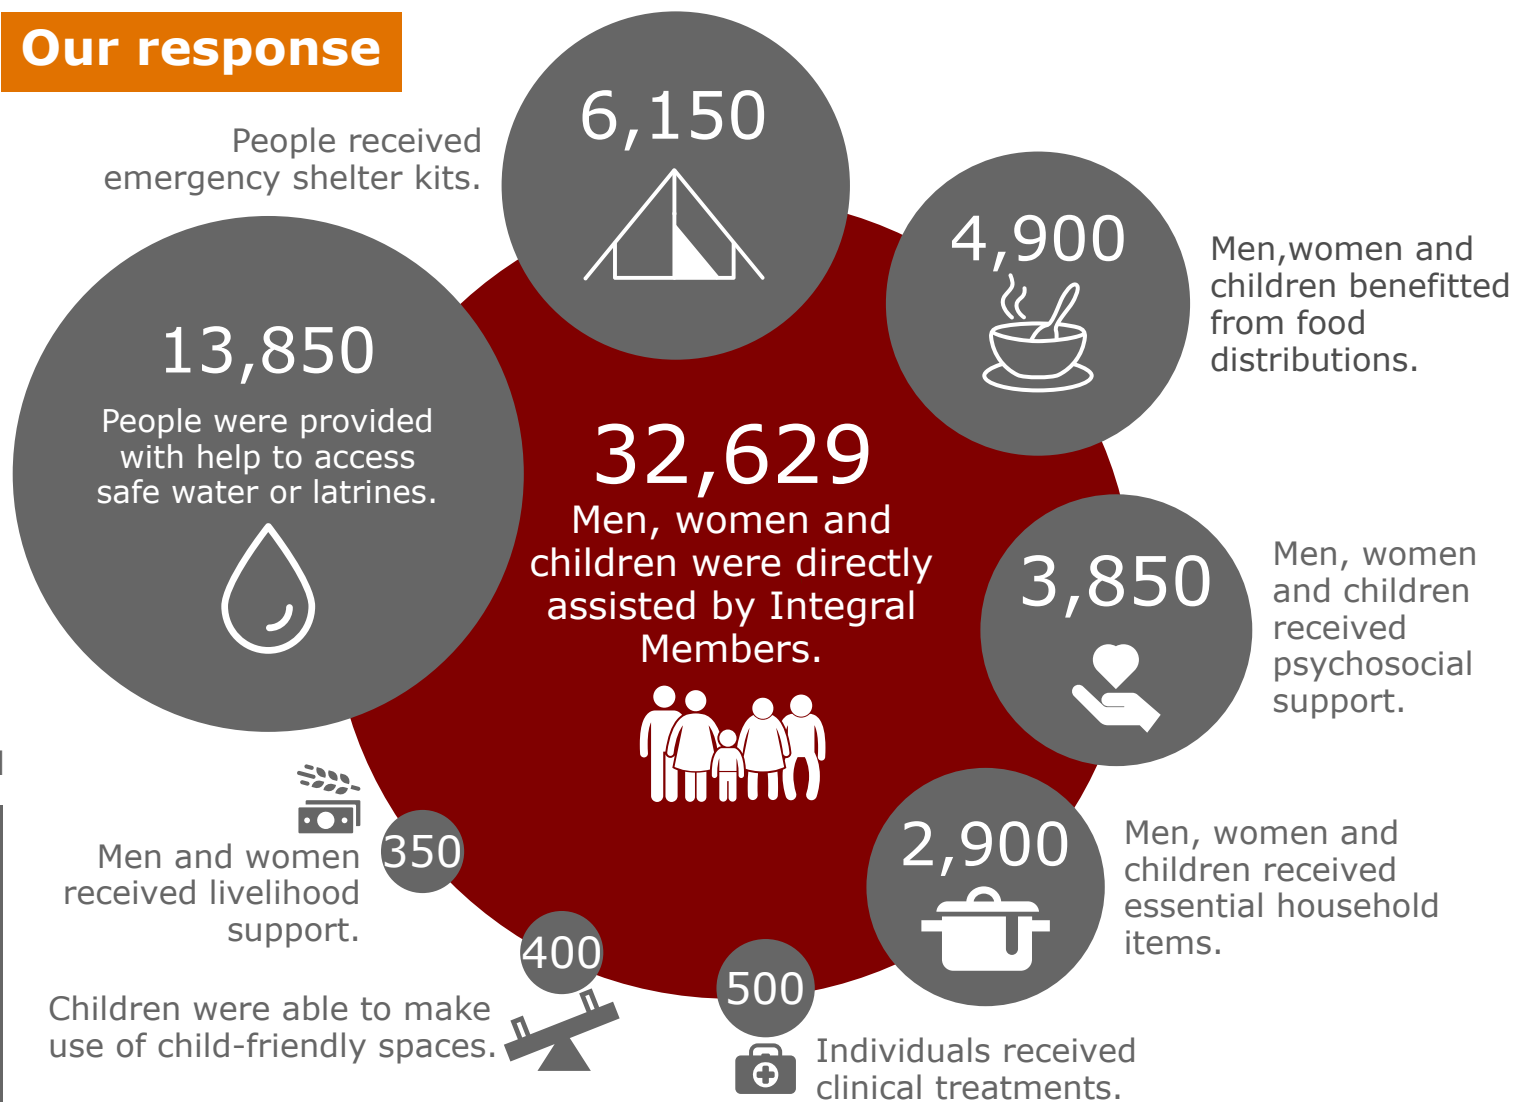 Our response
People received
emergency shelter kits.
6,150
4,900
Men,women and
children benefitted
from food
distributions.
13,850
People were provided
with help to access
safe water or latrines.
32,629
Men, women and
children were directly
assisted by Integral
Members.
3,850
Men, women
and children
received
psychosocial
support.
2,900
Men, women and
children received
essential household
items.
350
Men and women
received livelihood
support.
400
Children were able to make
use of child-friendly spaces.
500
Individuals received
clinical treatments.